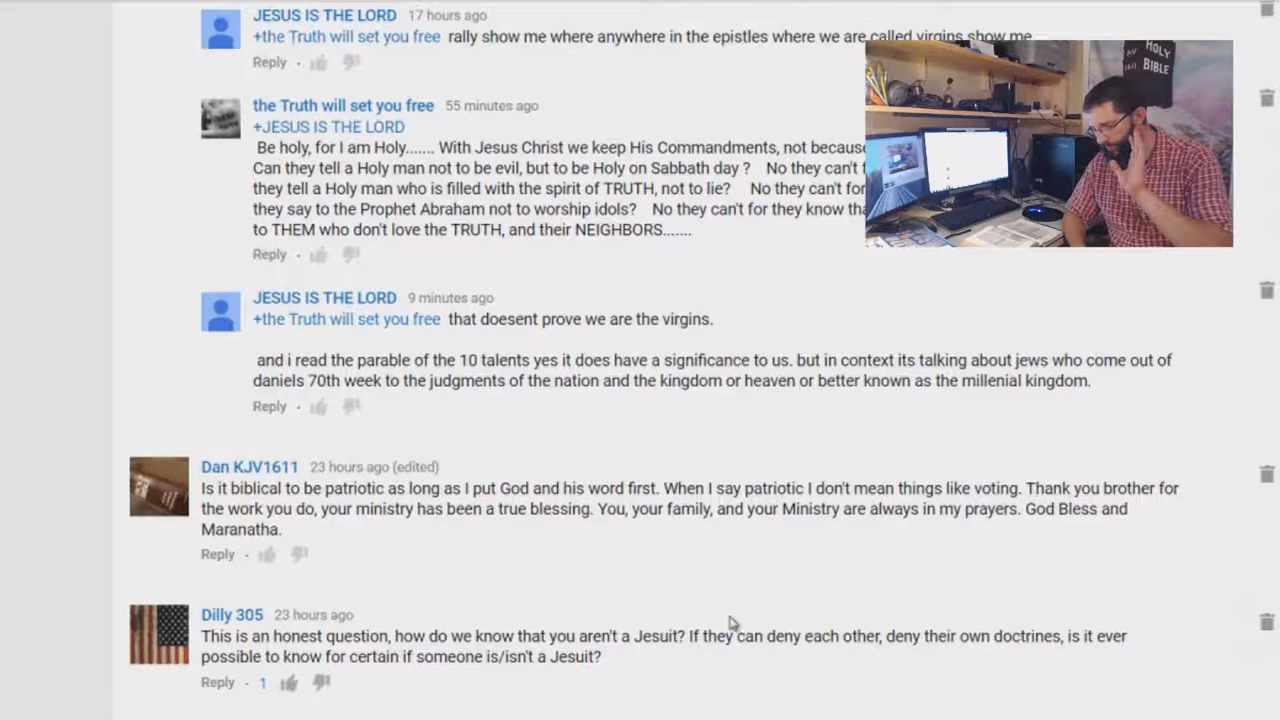 JESUS IS THE LORD 17 hours ago
+the Truth will set you free rally show me where anywhere in the epistles where we are called virgins show me
Reply ·
the Truth will set you free 55 minutes ago
+JESUS IS THE LORD
Be holy, for I am Holy....... With Jesus Christ we keep His Commandments, not because
Can they tell a Holy man not to be evil, but to be Holy on Sabbath day ? No they can't
they tell a Holy man who is filled with the spirit of TRUTH, not to lie? No they can't for
they say to the Prophet Abraham not to worship idols? No they can't for they know
to THEM who don't love the TRUTH, and their NEIGHBORS.......
Reply ·
JESUS IS THE LORD 9 minutes ago
+the Truth will set you free that doesent prove we are the virgins.
and i read the parable of the 10 talents yes it does have a significance to us. but in context its talking about jews who come out of
daniels 70th week to the judgments of the nation and the kingdom or heaven or better known as the millenial kingdom.
Reply ·
Dan KJV1611 23 hours ago (edited)
Is it biblical to be patriotic as long as I put God and his word first. When I say patriotic I don't mean things like voting. Thank you brother for
the work you do, your ministry has been a true blessing. You, your family, and your Ministry are always in my prayers. God Bless and
Maranatha.
Reply ·
Dilly 305 23 hours ago
This is an honest question, how do we know that you aren't a Jesuit? If they can deny each other, deny their own doctrines, is it ever
possible to know for certain if someone is/isn't a Jesuit?
Reply · 1
AV HOLY
1611 BIBLE